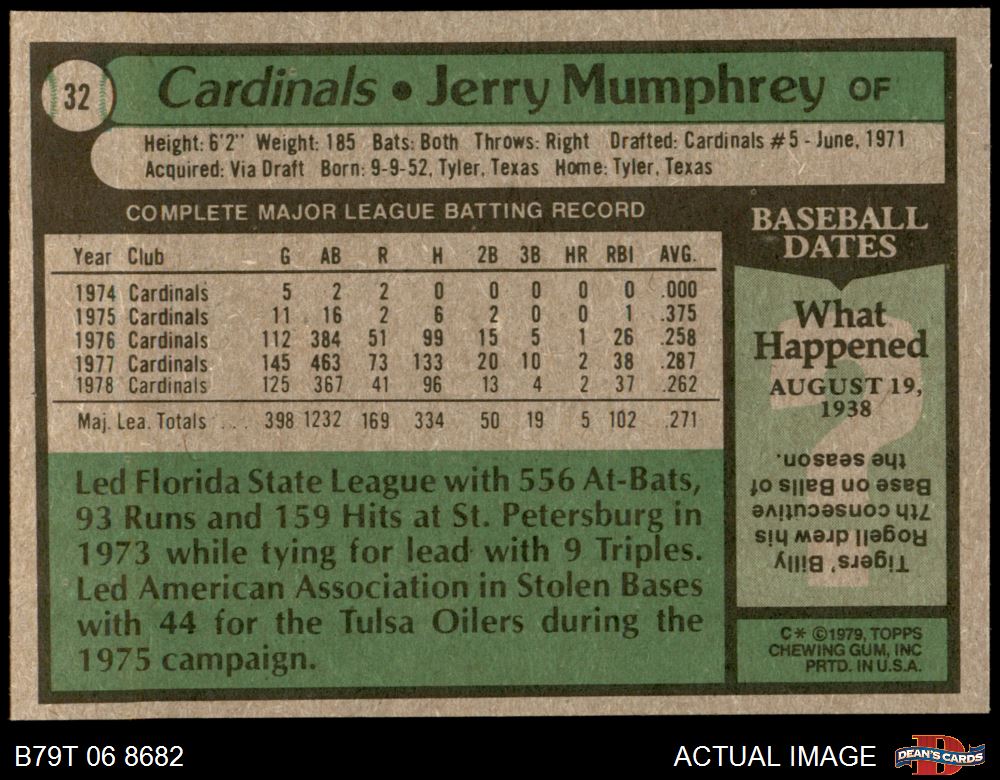 32
Cardinals • Jerry Mumphrey OF
Height: 6'2" Weight: 185 Bats: Both Throws: Right Drafted: Cardinals #5 - June, 1971
Acquired: Via Draft Born: 9-9-52, Tyler, Texas Home: Tyler, Texas
COMPLETE MAJOR LEAGUE BATTING RECORD
Year Club G AB R H 2B 3B HR RBI AVG.
1974 Cardinals 5 2 2 0 0 0 0 0 .000
1975 Cardinals 11 16 2 6 2 0 0 1 .375
1976 Cardinals 112 384 51 99 15 5 1 26 .258
1977 Cardinals 145 463 73 133 20 10 2 38 .287
1978 Cardinals 125 367 41 96 13 4 2 37 .262
Maj. Lea. Totals ... 398 1232 169 334 50 19 5 102 .271
Led Florida State League with 556 At-Bats,
93 Runs and 159 Hits at St. Petersburg in
1973 while tying for lead with 9 Triples.
Led American Association in Stolen Bases
with 44 for the Tulsa Oilers during the
1975 campaign.
BASEBALL
DATES
What
Happened
AUGUST 19,
1938
Tigers' Billy
Rogell drew his
7th consecutive
Base on Balls of
the season.
C* ©1979, TOPPS
CHEWING GUM, INC
PRTD. IN U.S.A.
B79T 06 8682
ACTUAL IMAGE
D
DEAN'S CARDS